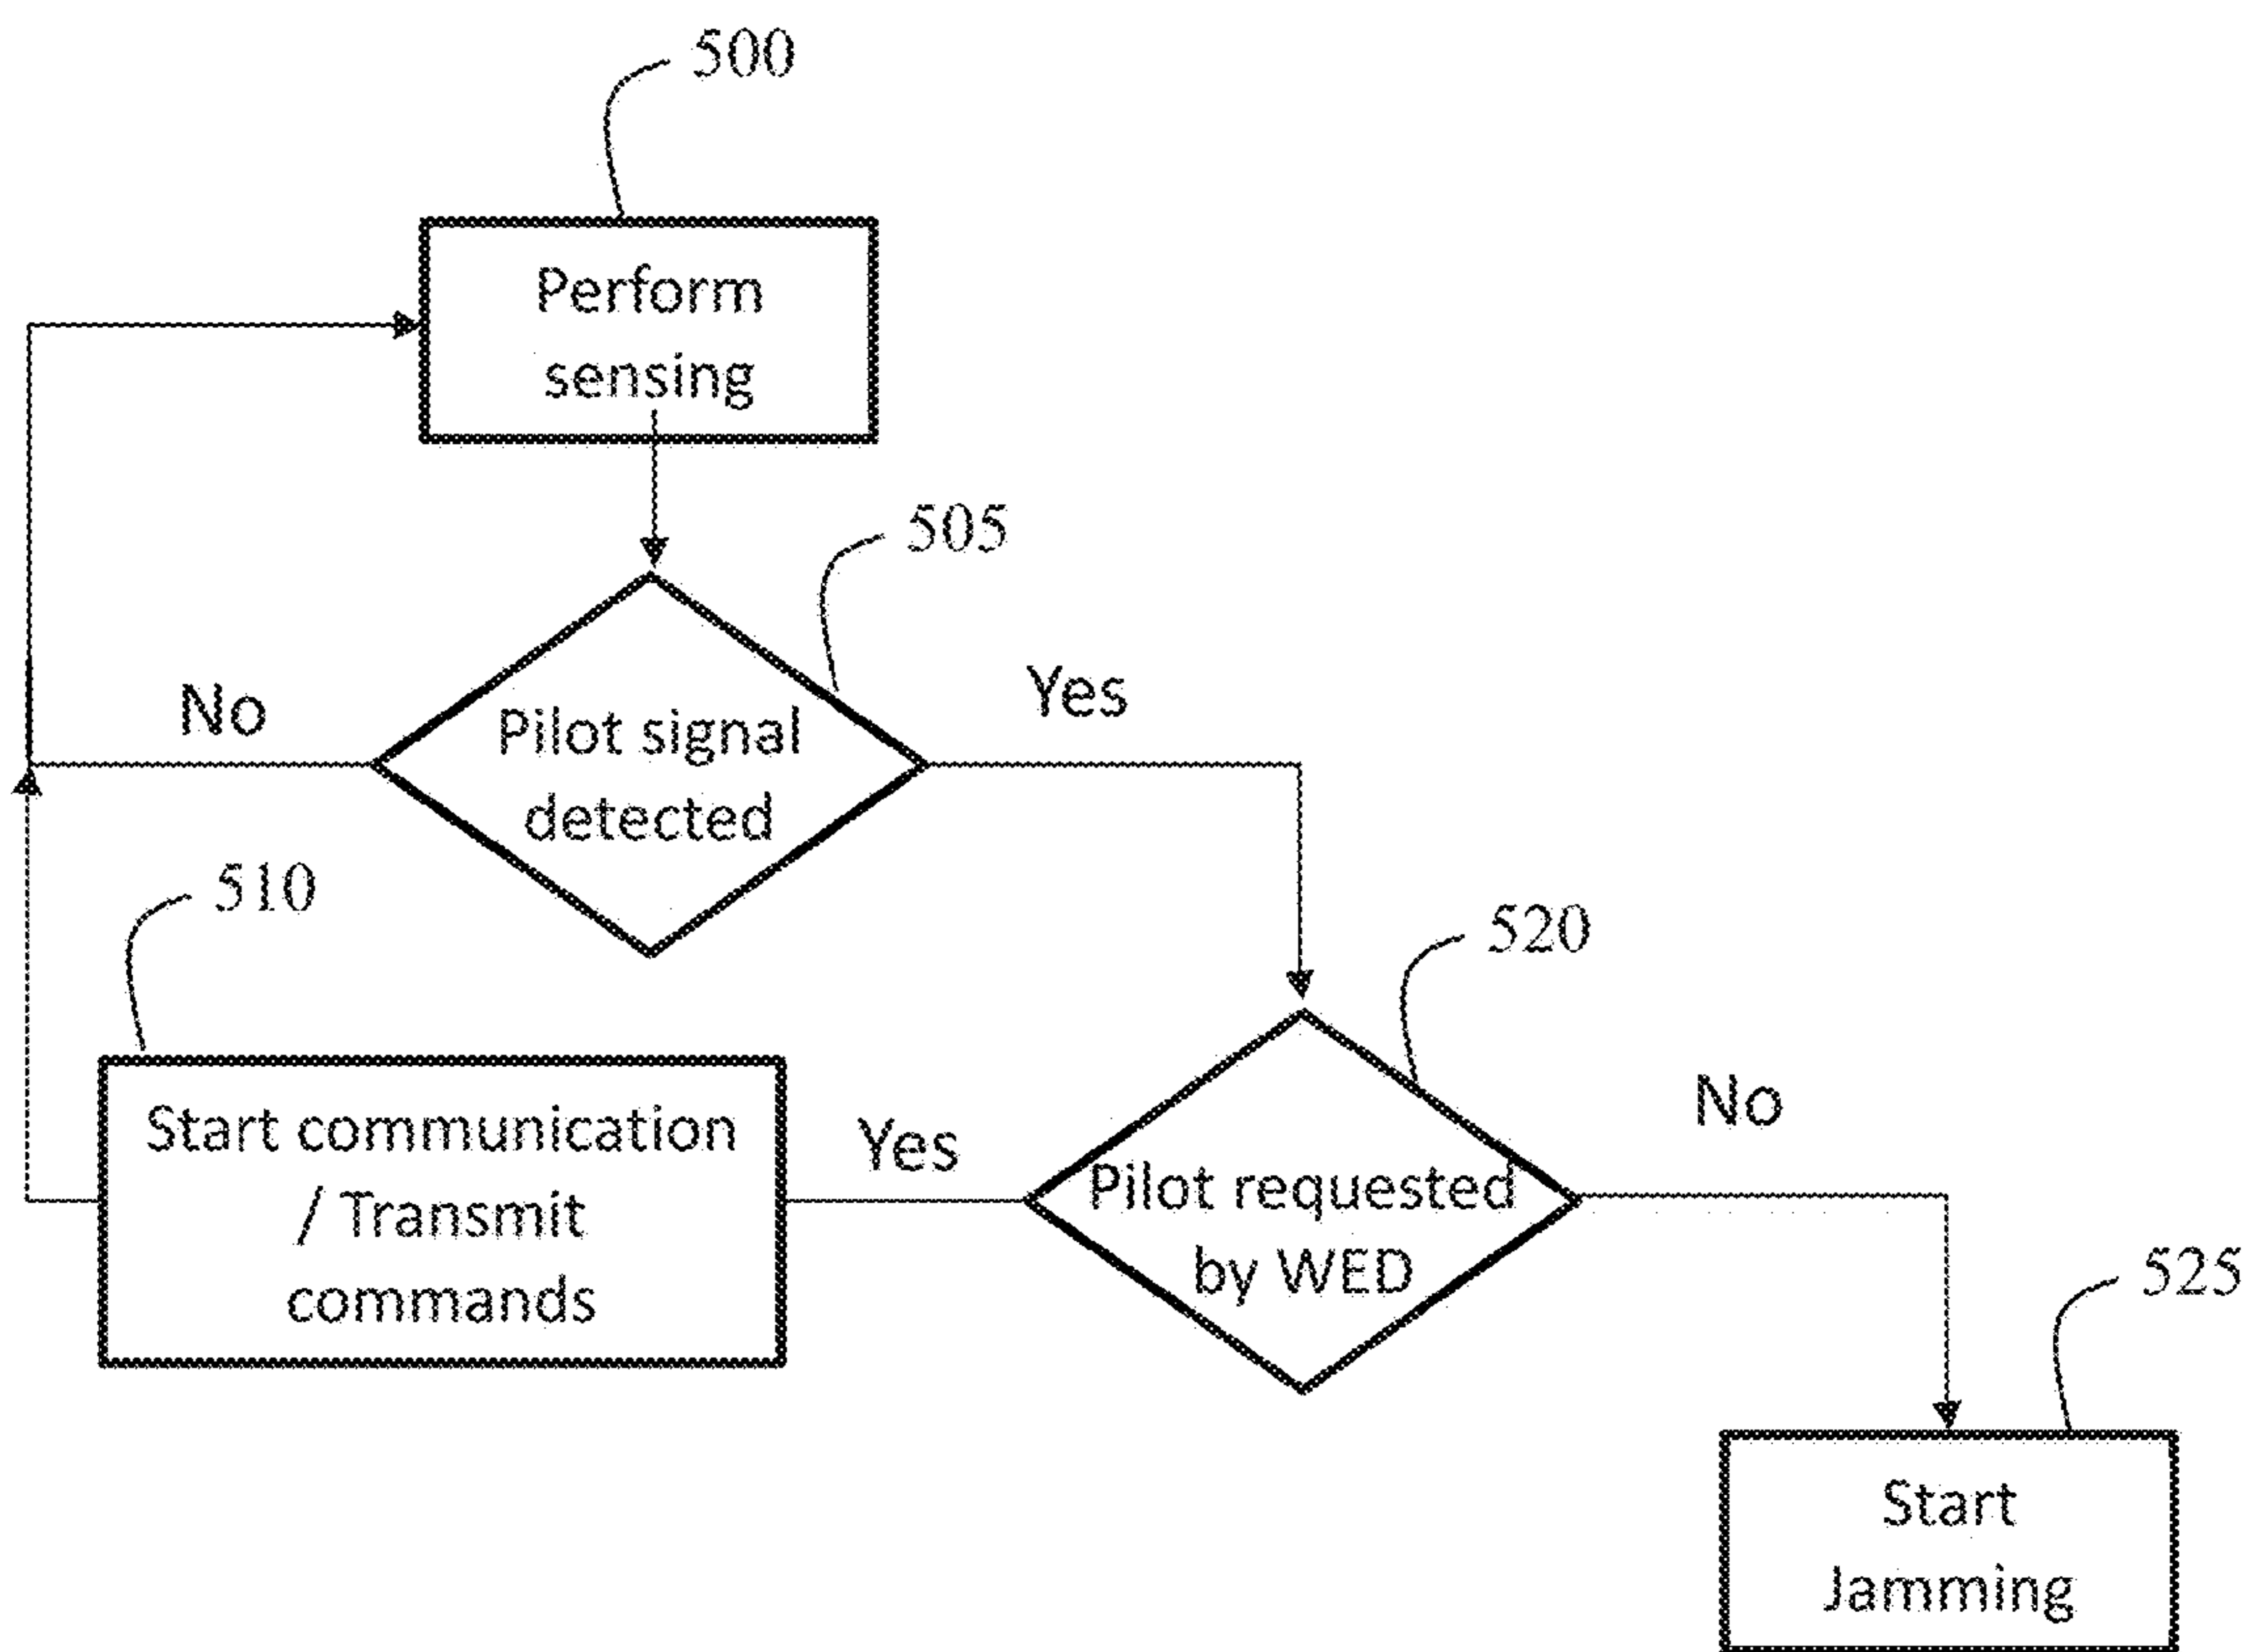 500
Perform
sensing
505
No
Yes
Pilot signal
detected
510
520
Start communication
/ Transmit
commands
Yes
Pilot requested
by WED
No
525
Start
Jamming